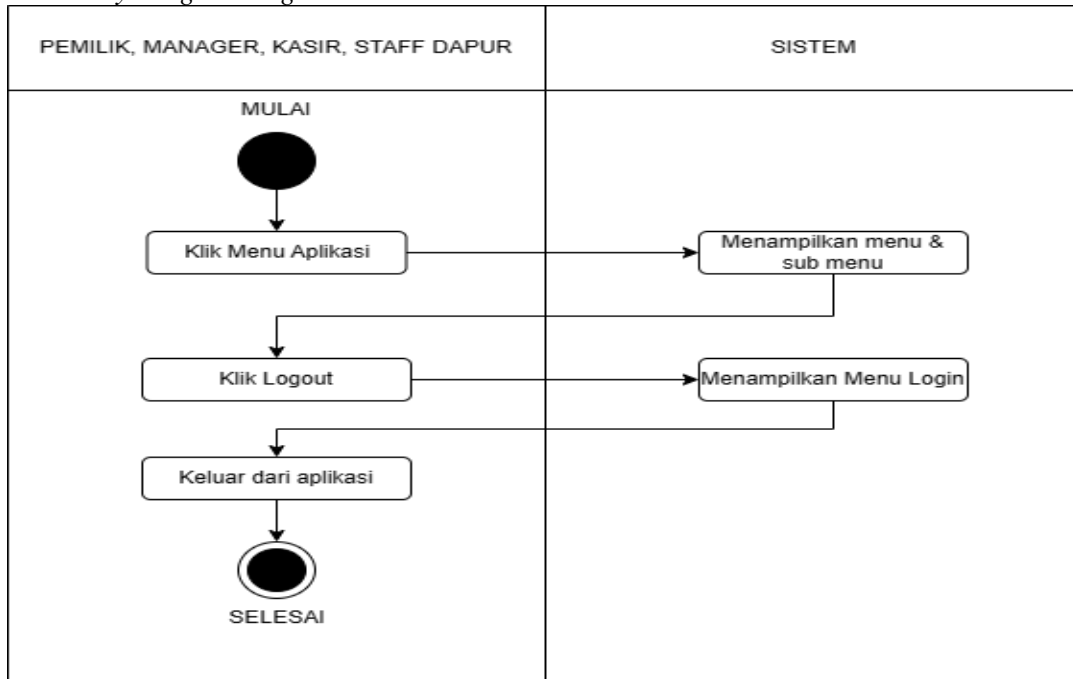 PEMILIK, MANAGER, KASIR, STAFF DAPUR
SISTEM
MULAI
Klik Menu Aplikasi
Menampilkan menu &
sub menu
Klik Logout
Menampilkan Menu Login
Keluar dari aplikasi
SELESAI